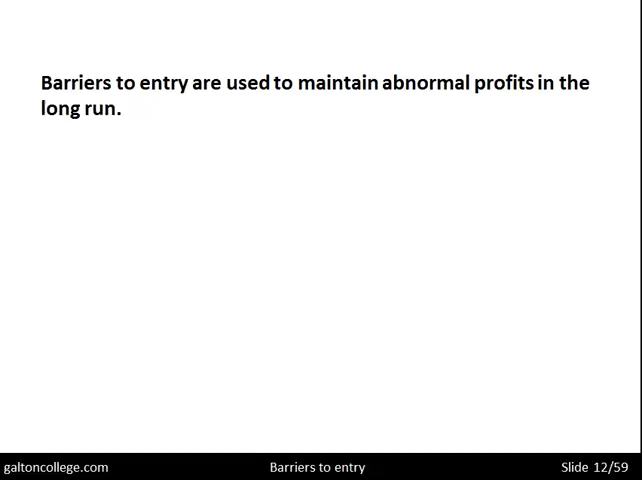 Barriers to entry are used to maintain abnormal profits in the
long run.
galtoncollege.com
Barriers to entry
Slide 12/59